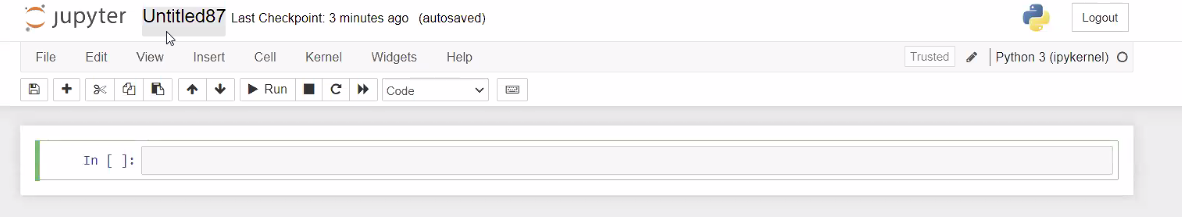 jupyter Untitled87 Last Checkpoint: 3 minutes ago (autosaved) Logout
File Edit View Insert Cell Kernel Widgets Help Trusted Python 3 (ipykernel)
Run Code
In [ ]: